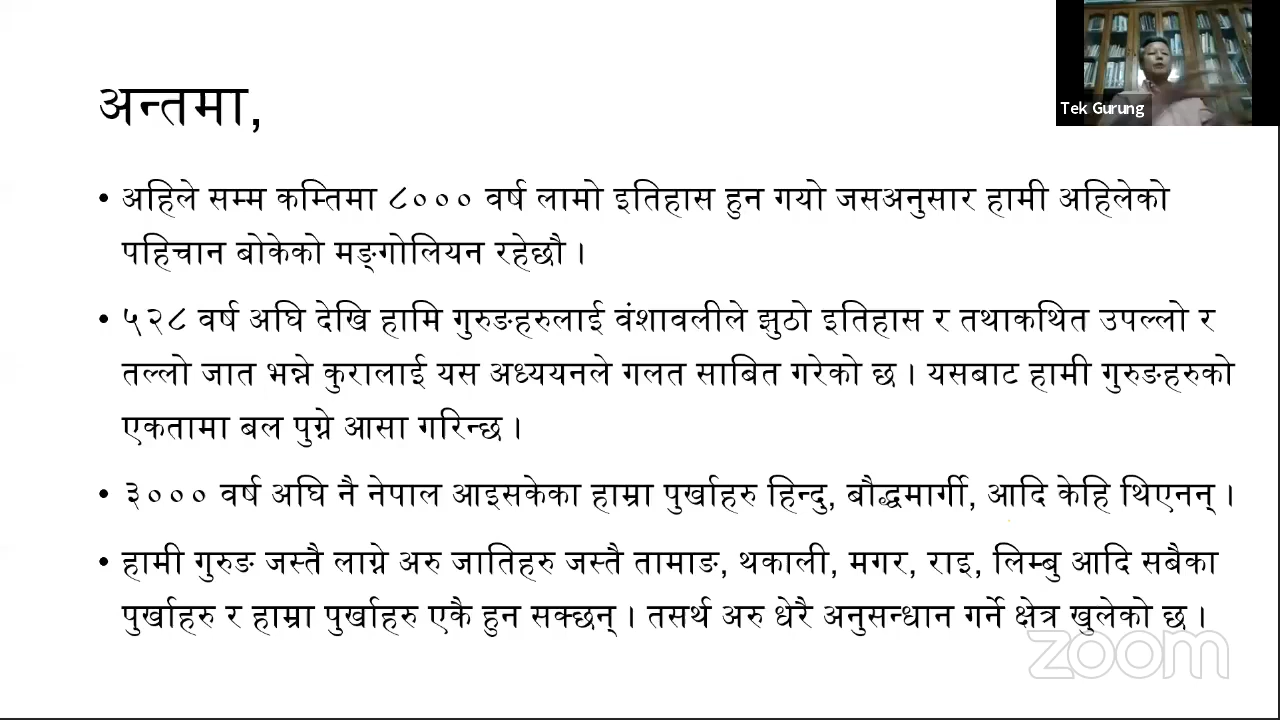 Tek Gurung
अन्तमा,
• अहिले सम्म कम्तिमा ८००० वर्ष लामो इतिहास हुन गयो जसअनुसार हामी अहिलेको
पहिचान बोकेको मङ्गोलियन रहेछौ ।
• ५२८ वर्ष अघि देखि हामि गुरुङहरुलाई वंशावलीले झुठो इतिहास र तथाकथित उपल्लो र
तल्लो जात भन्ने कुरालाई यस अध्ययनले गलत साबित गरेको छ । यसबाट हामी गुरुङहरुको
एकतामा बल पुग्ने आसा गरिन्छ ।
• ३००० वर्ष अघि नै नेपाल आइसकेका हाम्रा पुर्खाहरु हिन्दु, बौद्धमार्गी, आदि केहि थिएनन् ।
• हामी गुरुङ जस्तै लाग्ने अरु जातिहरु जस्तै तामाङ, थकाली, मगर, राइ, लिम्बु आदि सबैका
पुर्खाहरु र हाम्रा पुर्खाहरु एकै हुन सक्छन् । तसर्थ अरु धेरै अनुसन्धान गर्ने क्षेत्र खुलेको छ ।
zoom